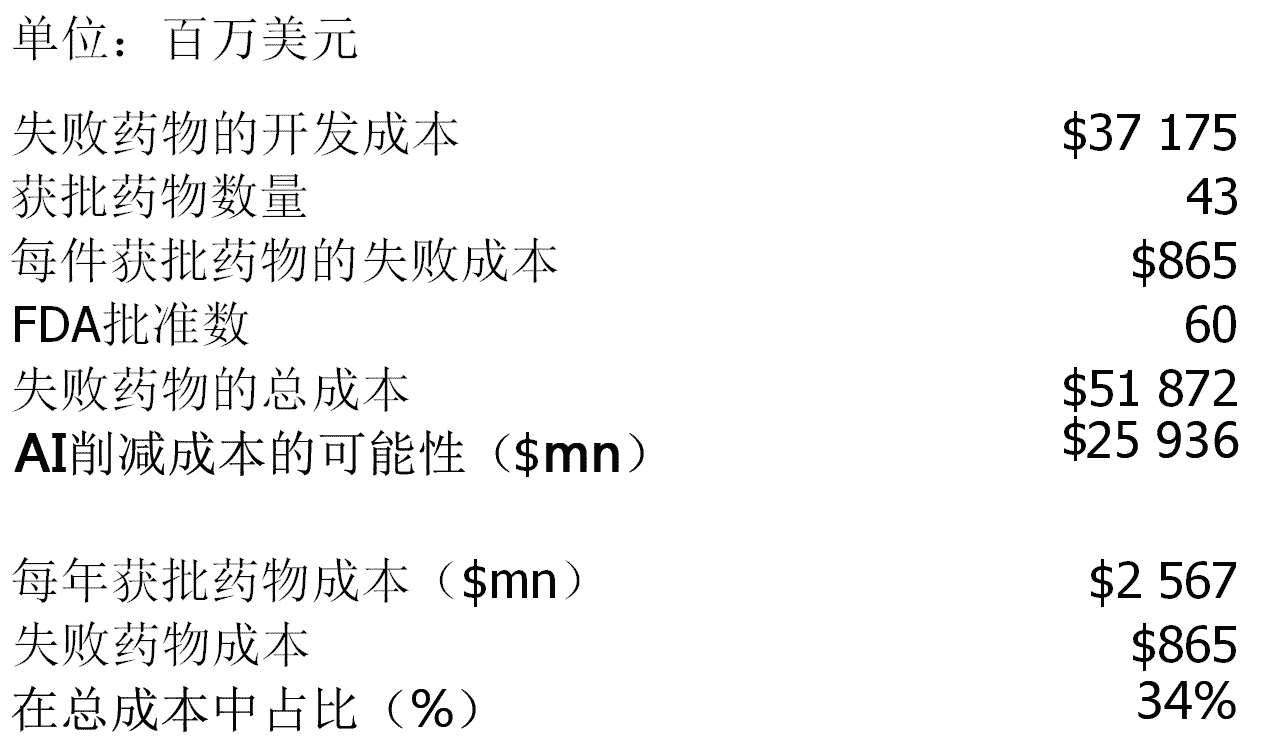 单位：百万美元
失败药物的开发成本 $37 175
获批药物数量 43
每件获批药物的失败成本 $865
FDA批准数 60
失败药物的总成本 $51 872
AI削减成本的可能性（$mn） $25 936
每年获批药物成本（$mn） $2 567
失败药物成本 $865
在总成本中占比（%） 34%